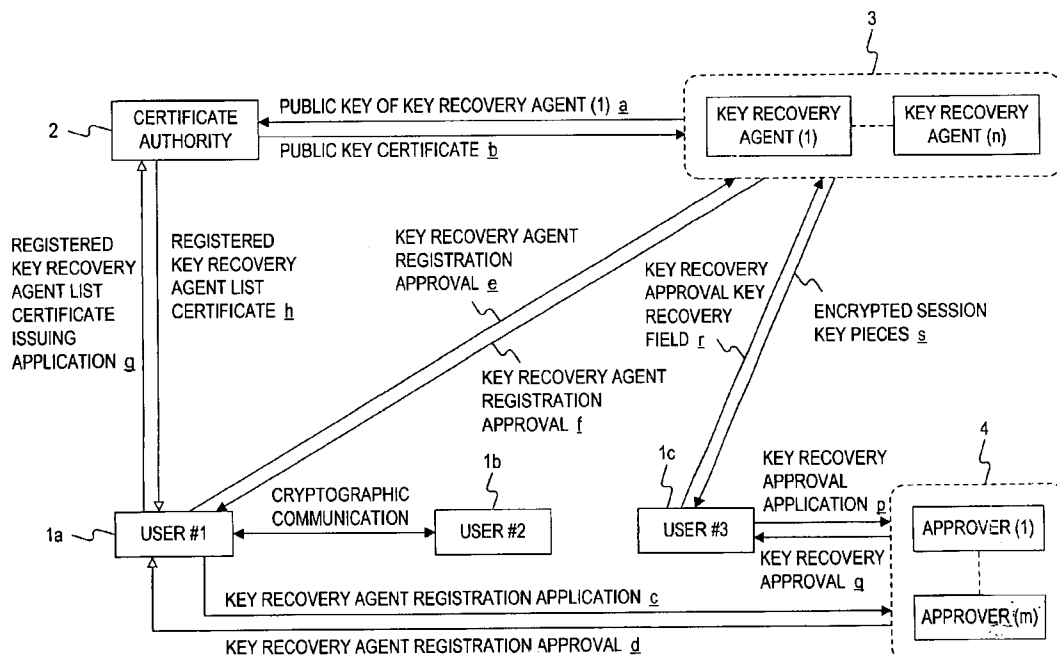 3
PUBLIC KEY OF KEY RECOVERY AGENT (1) a
2
CERTIFICATE
AUTHORITY
KEY RECOVERY
AGENT (1)
KEY RECOVERY
AGENT (n)
PUBLIC KEY CERTIFICATE b
REGISTERED
KEY RECOVERY
AGENT LIST
CERTIFICATE
ISSUING
APPLICATION g
REGISTERED
KEY RECOVERY
AGENT LIST
CERTIFICATE h
KEY RECOVERY AGENT
REGISTRATION
APPROVAL e
KEY RECOVERY
APPROVAL KEY
RECOVERY
FIELD r
ENCRYPTED SESSION
KEY PIECES s
KEY RECOVERY AGENT
REGISTRATION
APPROVAL f
1b
1c
4
CRYPTOGRAPHIC
COMMUNICATION
KEY RECOVERY
APPROVAL
APPLICATION p
1a
USER #1
USER #2
USER #3
APPROVER (1)
KEY RECOVERY
APPROVAL q
KEY RECOVERY AGENT REGISTRATION APPLICATION c
APPROVER (m)
KEY RECOVERY AGENT REGISTRATION APPROVAL d